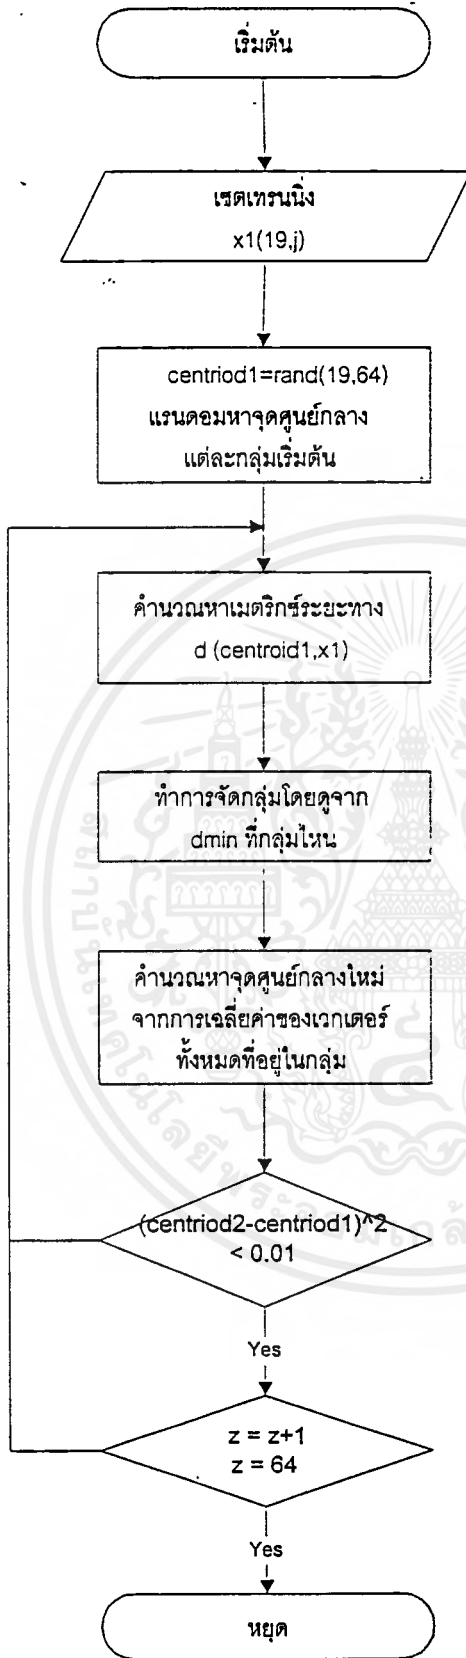 เริ่มต้น
เซตเทรนนิ่ง
x1(19,j)
centriod1=rand(19,64)
แรนดอมหาจุดศูนย์กลาง
แต่ละกลุ่มเริ่มต้น
คำนวณหาเมตริกซ์ระยะทาง
d (centroid1,x1)
ทำการจัดกลุ่มโดยดูจาก
dmin ที่กลุ่มไหน
คำนวณหาจุดศูนย์กลางใหม่
จากการเฉลี่ยค่าของเวกเตอร์
ทั้งหมดที่อยู่ในกลุ่ม
(centriod2-centriod1)^2
< 0.01
Yes
z = z+1
z = 64
Yes
หยุด